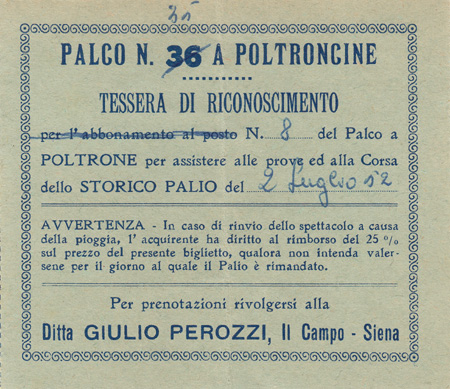 35
PALCO N. 36 A POLTRONCINE
TESSERA DI RICONOSCIMENTO
per l'abbonamento al posto N. 8 del Palco a
POLTRONE per assistere alle prove ed alla Corsa
dello STORICO PALIO del 2 Luglio 52
AVVERTENZA - In caso di rinvio dello spettacolo a causa
della pioggia, l' acquirente ha diritto al rimborso del 25 %
sul prezzo del presente biglietto, qualora non intenda valer-
sene per il giorno al quale il Palio è rimandato.
Per prenotazioni rivolgersi alla
Ditta GIULIO PEROZZI, Il Campo - Siena